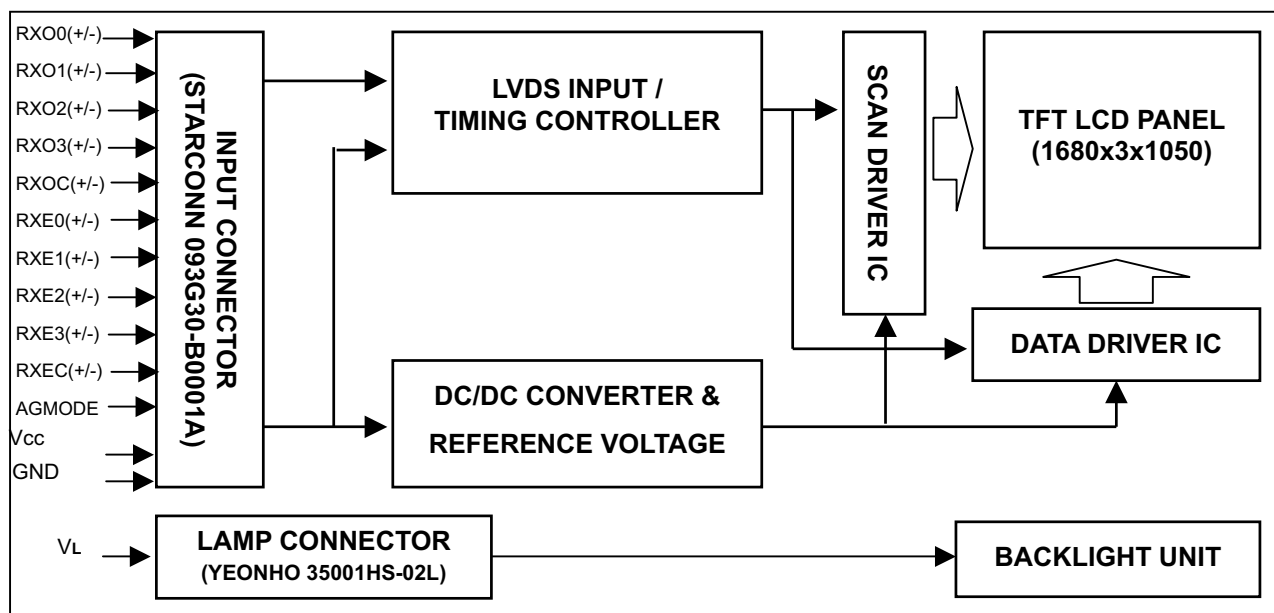 RXO0(+/-)
RXO1(+/-)
RXO2(+/-)
RXO3(+/-)
RXOC(+/-)
RXE0(+/-)
RXE1(+/-)
RXE2(+/-)
RXE3(+/-)
RXEC(+/-)
AGMODE
Vcc
GND
INPUT CONNECTOR
(STARCONN 093G30-B0001A)
LVDS INPUT /
TIMING CONTROLLER
SCAN DRIVER IC
TFT LCD PANEL
(1680x3x1050)
DATA DRIVER IC
DC/DC CONVERTER &
REFERENCE VOLTAGE
VL
LAMP CONNECTOR
(YEONHO 35001HS-02L)
BACKLIGHT UNIT